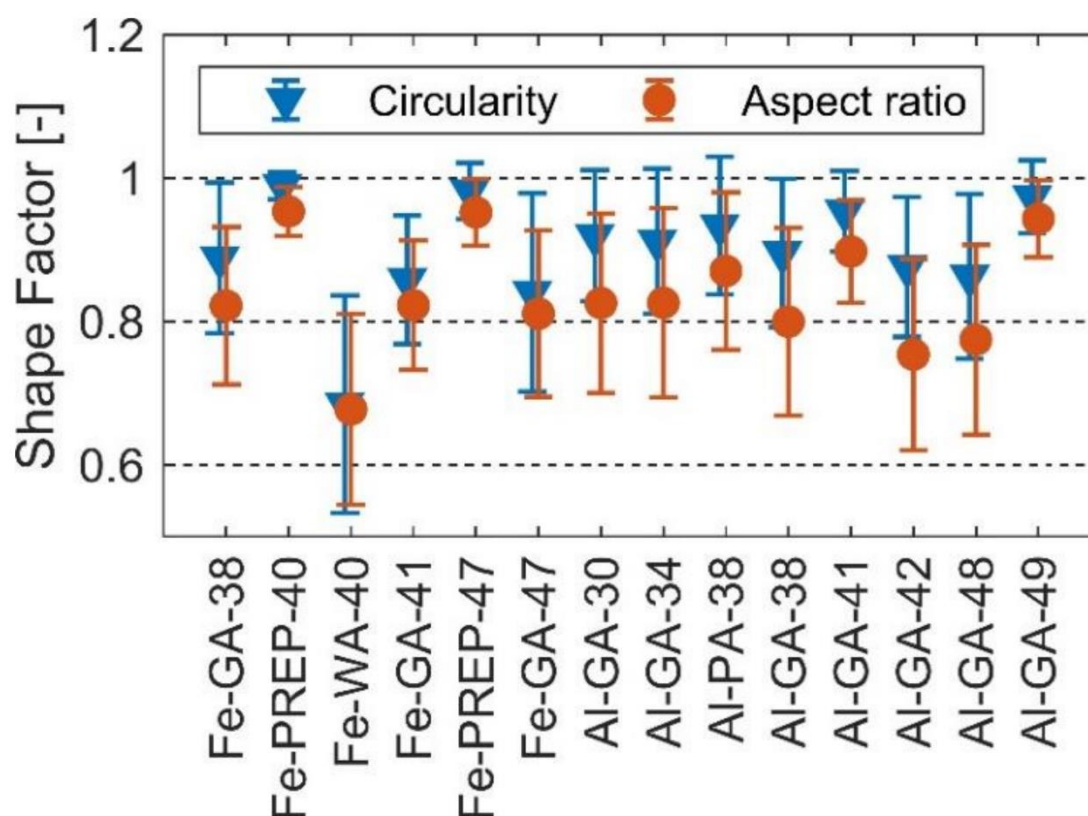 Shape Factor [-]
1.2
1
0.8
0.6
Circularity
Aspect ratio
Fe-GA-38
Fe-PREP-40
Fe-WA-40
Fe-GA-41
Fe-PREP-47
Fe-GA-47
Al-GA-30
Al-GA-34
Al-PA-38
Al-GA-38
Al-GA-41
Al-GA-42
Al-GA-48
Al-GA-49